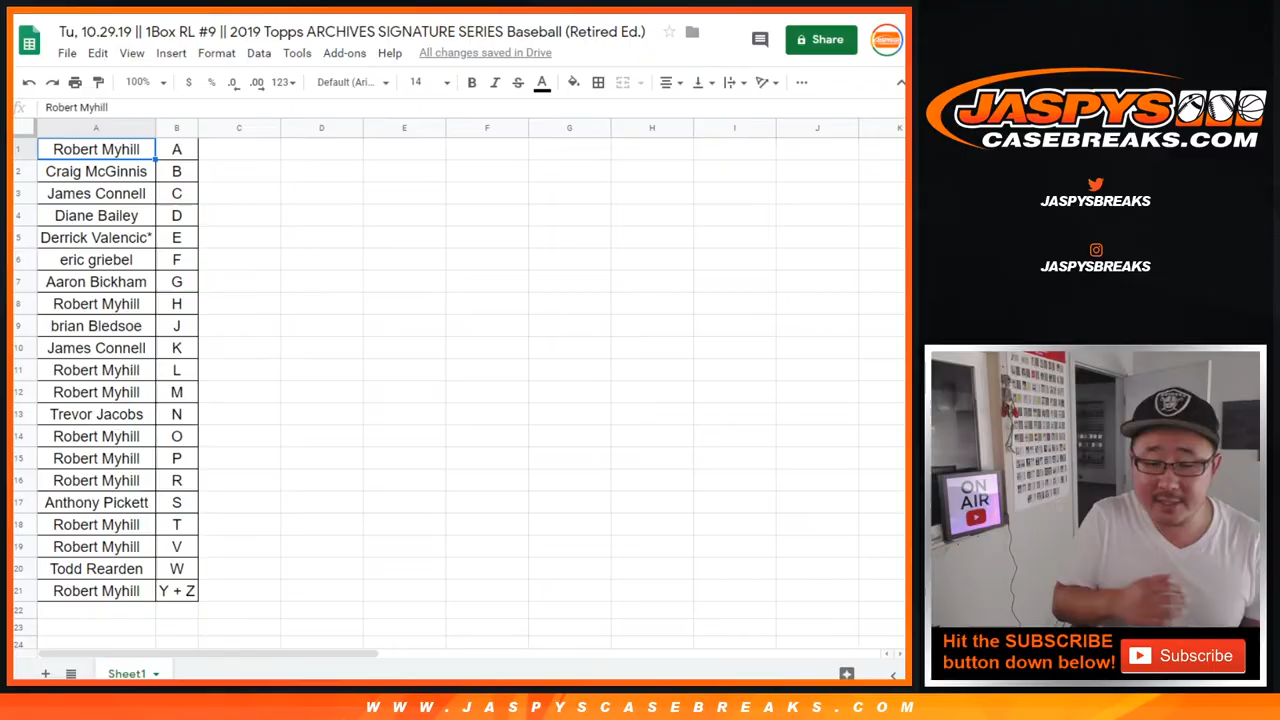 Tu, 10.29.19 || 1Box RL #9 || 2019 Topps ARCHIVES SIGNATURE SERIES Baseball (Retired Ed.)
File Edit View Insert Format Data Tools Add-ons Help All changes saved in Drive
Share
100% $ % .0 .00 123 Default (Ari... 14 B I S A
fx Robert Myhill
A B C D E F G H I J K
1 Robert Myhill A
2 Craig McGinnis B
3 James Connell C
4 Diane Bailey D
5 Derrick Valencic* E
6 eric griebel F
7 Aaron Bickham G
8 Robert Myhill H
9 brian Bledsoe J
10 James Connell K
11 Robert Myhill L
12 Robert Myhill M
13 Trevor Jacobs N
14 Robert Myhill O
15 Robert Myhill P
16 Robert Myhill R
17 Anthony Pickett S
18 Robert Myhill T
19 Robert Myhill V
20 Todd Rearden W
21 Robert Myhill Y + Z
22
23
24
Sheet1
JASPYS
CASEBREAKS.COM
JASPYSBREAKS
JASPYSBREAKS
ON
AIR
Hit the SUBSCRIBE
button down below!
Subscribe
WWW.JASPYSCASEBREAKS.COM